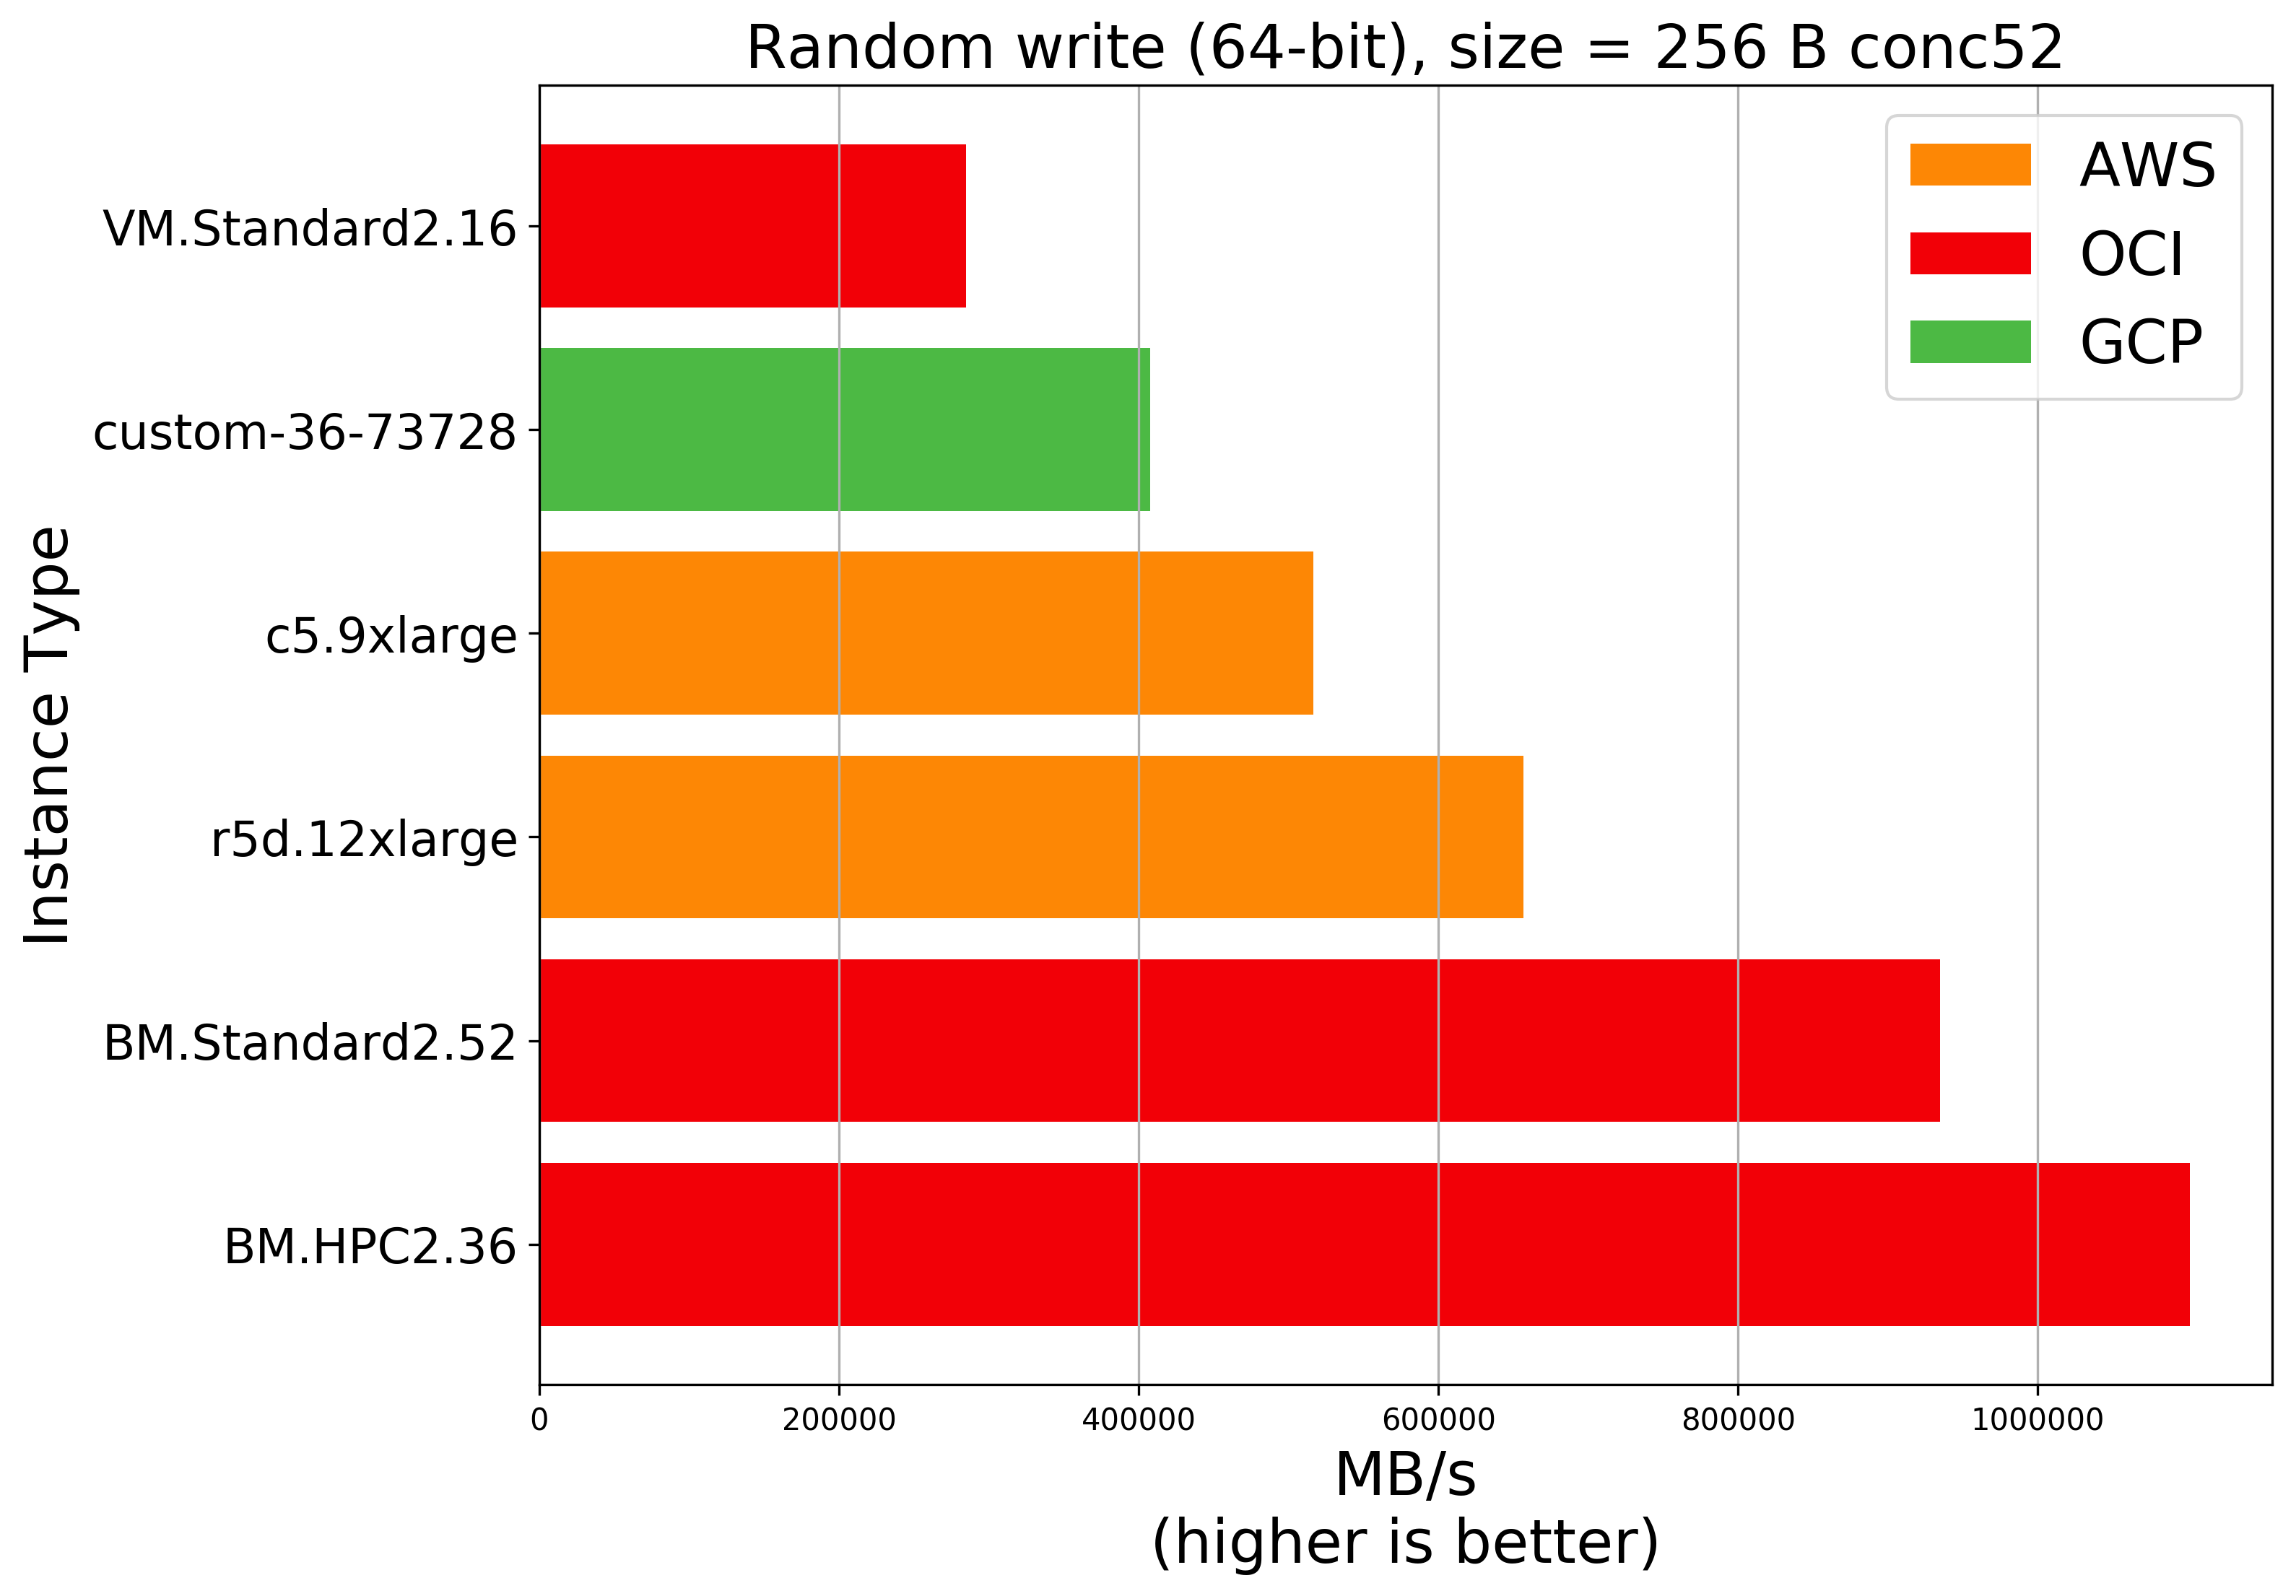 Random write (64-bit), size = 256 B conc52
AWS
OCI
GCP
Instance Type
VM.Standard2.16
custom-36-73728
c5.9xlarge
r5d.12xlarge
BM.Standard2.52
BM.HPC2.36
0 200000 400000 600000 800000 1000000
MB/s
(higher is better)